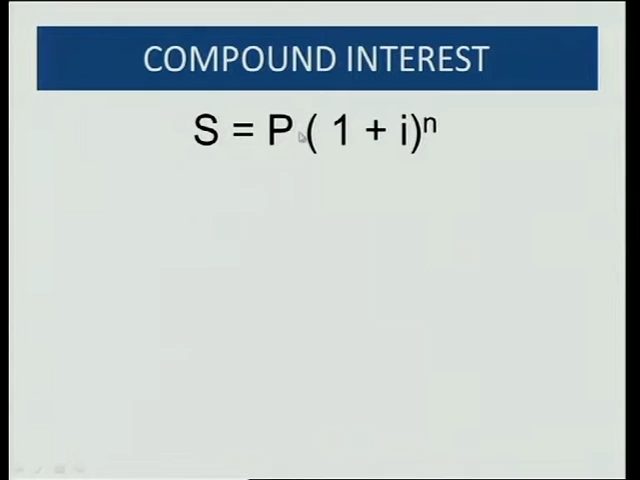 COMPOUND INTEREST
S = P ( 1 + i)ⁿ